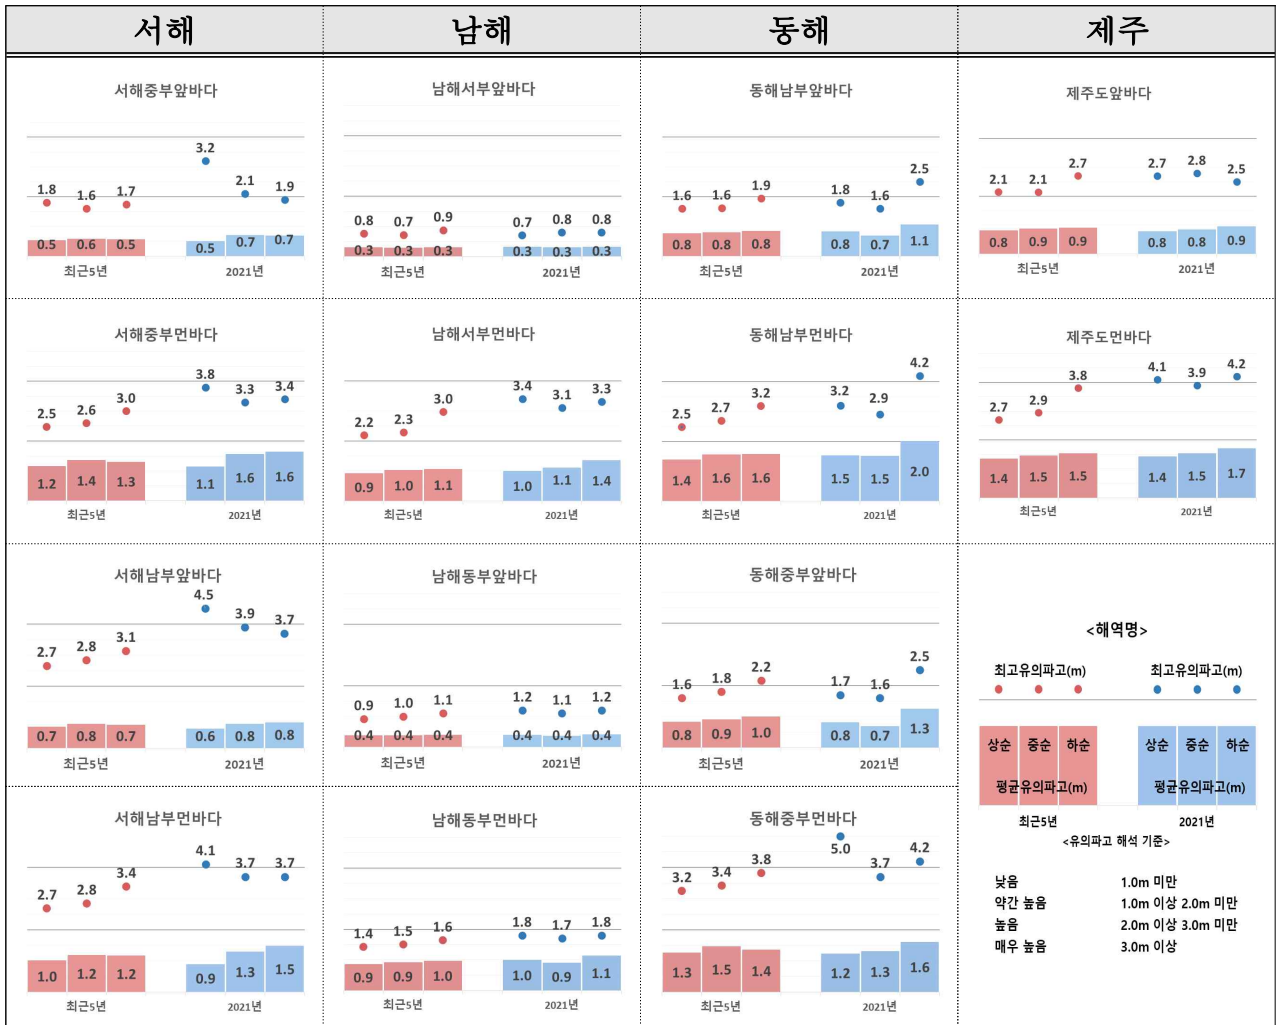 서해 남해 동해 제주
서해중부앞바다
3.2
2.1
1.8 1.6 1.7 1.9
0.5 0.6 0.5 0.5 0.7 0.7
최근5년 2021년
남해서부앞바다
0.8 0.7 0.9 0.7 0.8 0.8
0.3 0.3 0.3 0.3 0.3 0.3
최근5년 2021년
동해남부앞바다
2.5
1.6 1.6 1.9 1.8 1.6
0.8 0.8 0.8 0.8 0.7 1.1
최근5년 2021년
제주도앞바다
2.1 2.1 2.7 2.7 2.8 2.5
0.8 0.9 0.9 0.8 0.8 0.9
최근5년 2021년
서해중부먼바다
2.5 2.6 3.0 3.8 3.3 3.4
1.2 1.4 1.3 1.1 1.6 1.6
최근5년 2021년
남해서부먼바다
2.2 2.3 3.0 3.4 3.1 3.3
0.9 1.0 1.1 1.0 1.1 1.4
최근5년 2021년
동해남부먼바다
2.5 2.7 3.2 3.2 2.9 4.2
1.4 1.6 1.6 1.5 1.5 2.0
최근5년 2021년
제주도먼바다
2.7 2.9 3.8 4.1 3.9 4.2
1.4 1.5 1.5 1.4 1.5 1.7
최근5년 2021년
서해남부앞바다
2.7 2.8 3.1 4.5 3.9 3.7
0.7 0.8 0.7 0.6 0.8 0.8
최근5년 2021년
남해동부앞바다
0.9 1.0 1.1 1.2 1.1 1.2
0.4 0.4 0.4 0.4 0.4 0.4
최근5년 2021년
동해중부앞바다
1.6 1.8 2.2 1.7 1.6 2.5
0.8 0.9 1.0 0.8 0.7 1.3
최근5년 2021년
<해역명>
최고유의파고(m) 최고유의파고(m)
상순 중순 하순 상순 중순 하순
평균유의파고(m) 평균유의파고(m)
최근5년 2021년
<유의파고 해석 기준>
낮음 1.0m 미만
약간 높음 1.0m 이상 2.0m 미만
높음 2.0m 이상 3.0m 미만
매우 높음 3.0m 이상
서해남부먼바다
2.7 2.8 3.4 4.1 3.7 3.7
1.0 1.2 1.2 0.9 1.3 1.5
최근5년 2021년
남해동부먼바다
1.4 1.5 1.6 1.8 1.7 1.8
0.9 0.9 1.0 1.0 0.9 1.1
최근5년 2021년
동해중부먼바다
3.2 3.4 3.8 5.0 3.7 4.2
1.3 1.5 1.4 1.2 1.3 1.6
최근5년 2021년